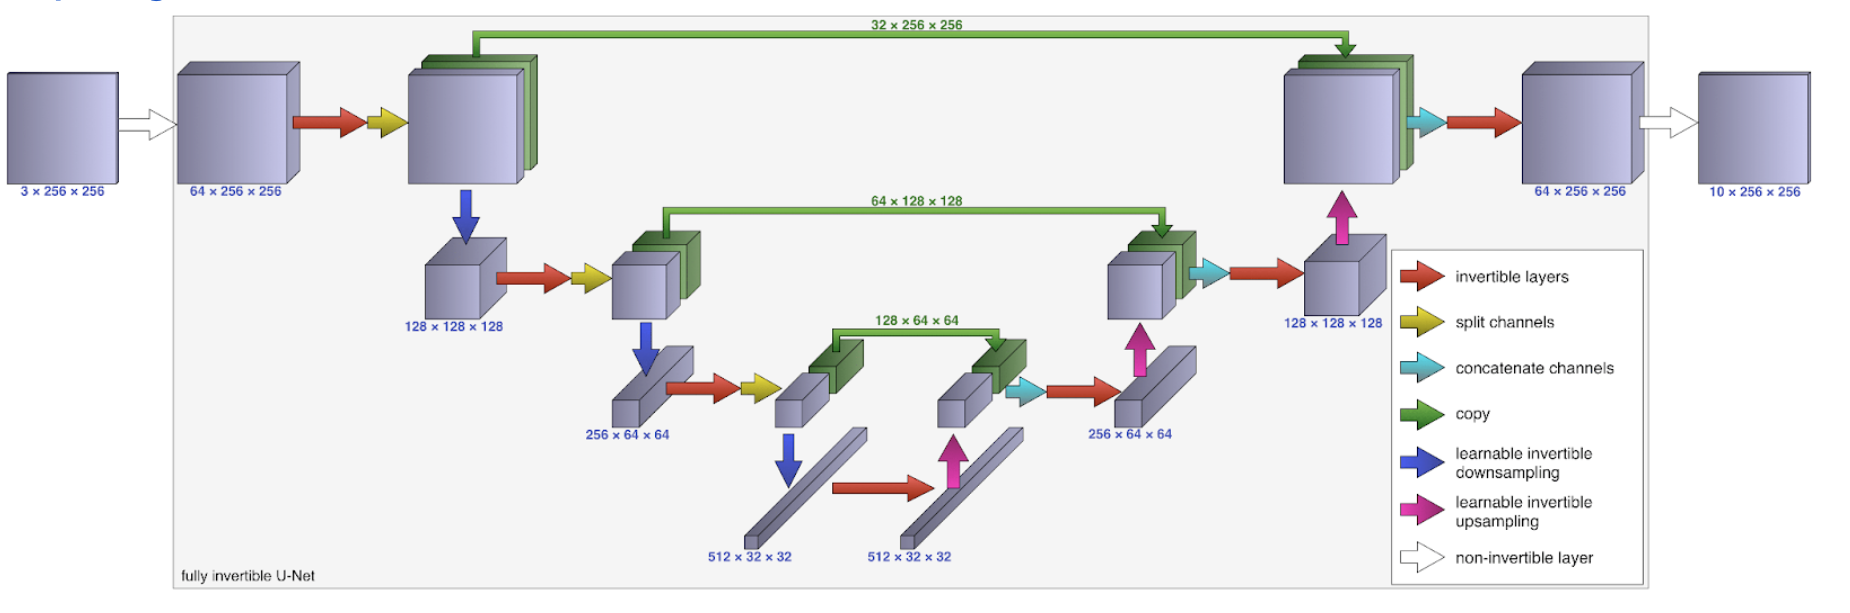 32 × 256 × 256
3 × 256 × 256
64 × 256 × 256
64 × 256 × 256
10 × 256 × 256
64 × 128 × 128
128 × 128 × 128
128 × 128 × 128
128 × 64 × 64
256 × 64 × 64
256 × 64 × 64
512 × 32 × 32
512 × 32 × 32
fully invertible U-Net
invertible layers
split channels
concatenate channels
copy
learnable invertible
downsampling
learnable invertible
upsampling
non-invertible layer